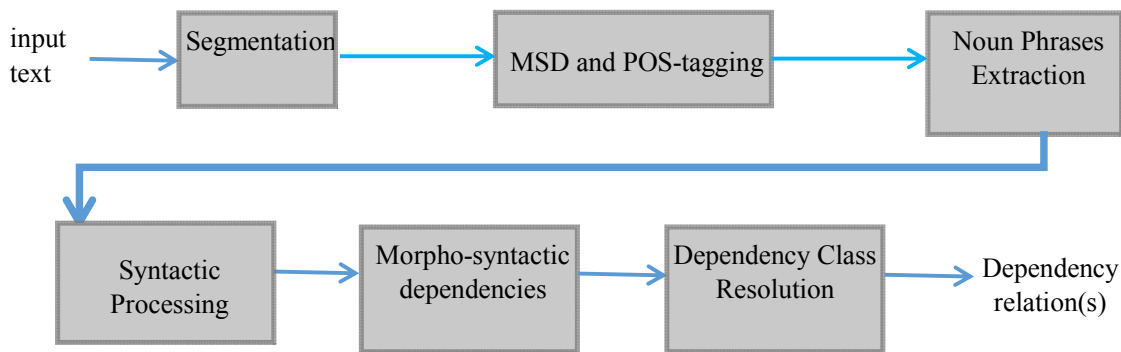 input
text
Segmentation
MSD and POS-tagging
Noun Phrases
Extraction
Syntactic
Processing
Morpho-syntactic
dependencies
Dependency Class
Resolution
Dependency
relation(s)